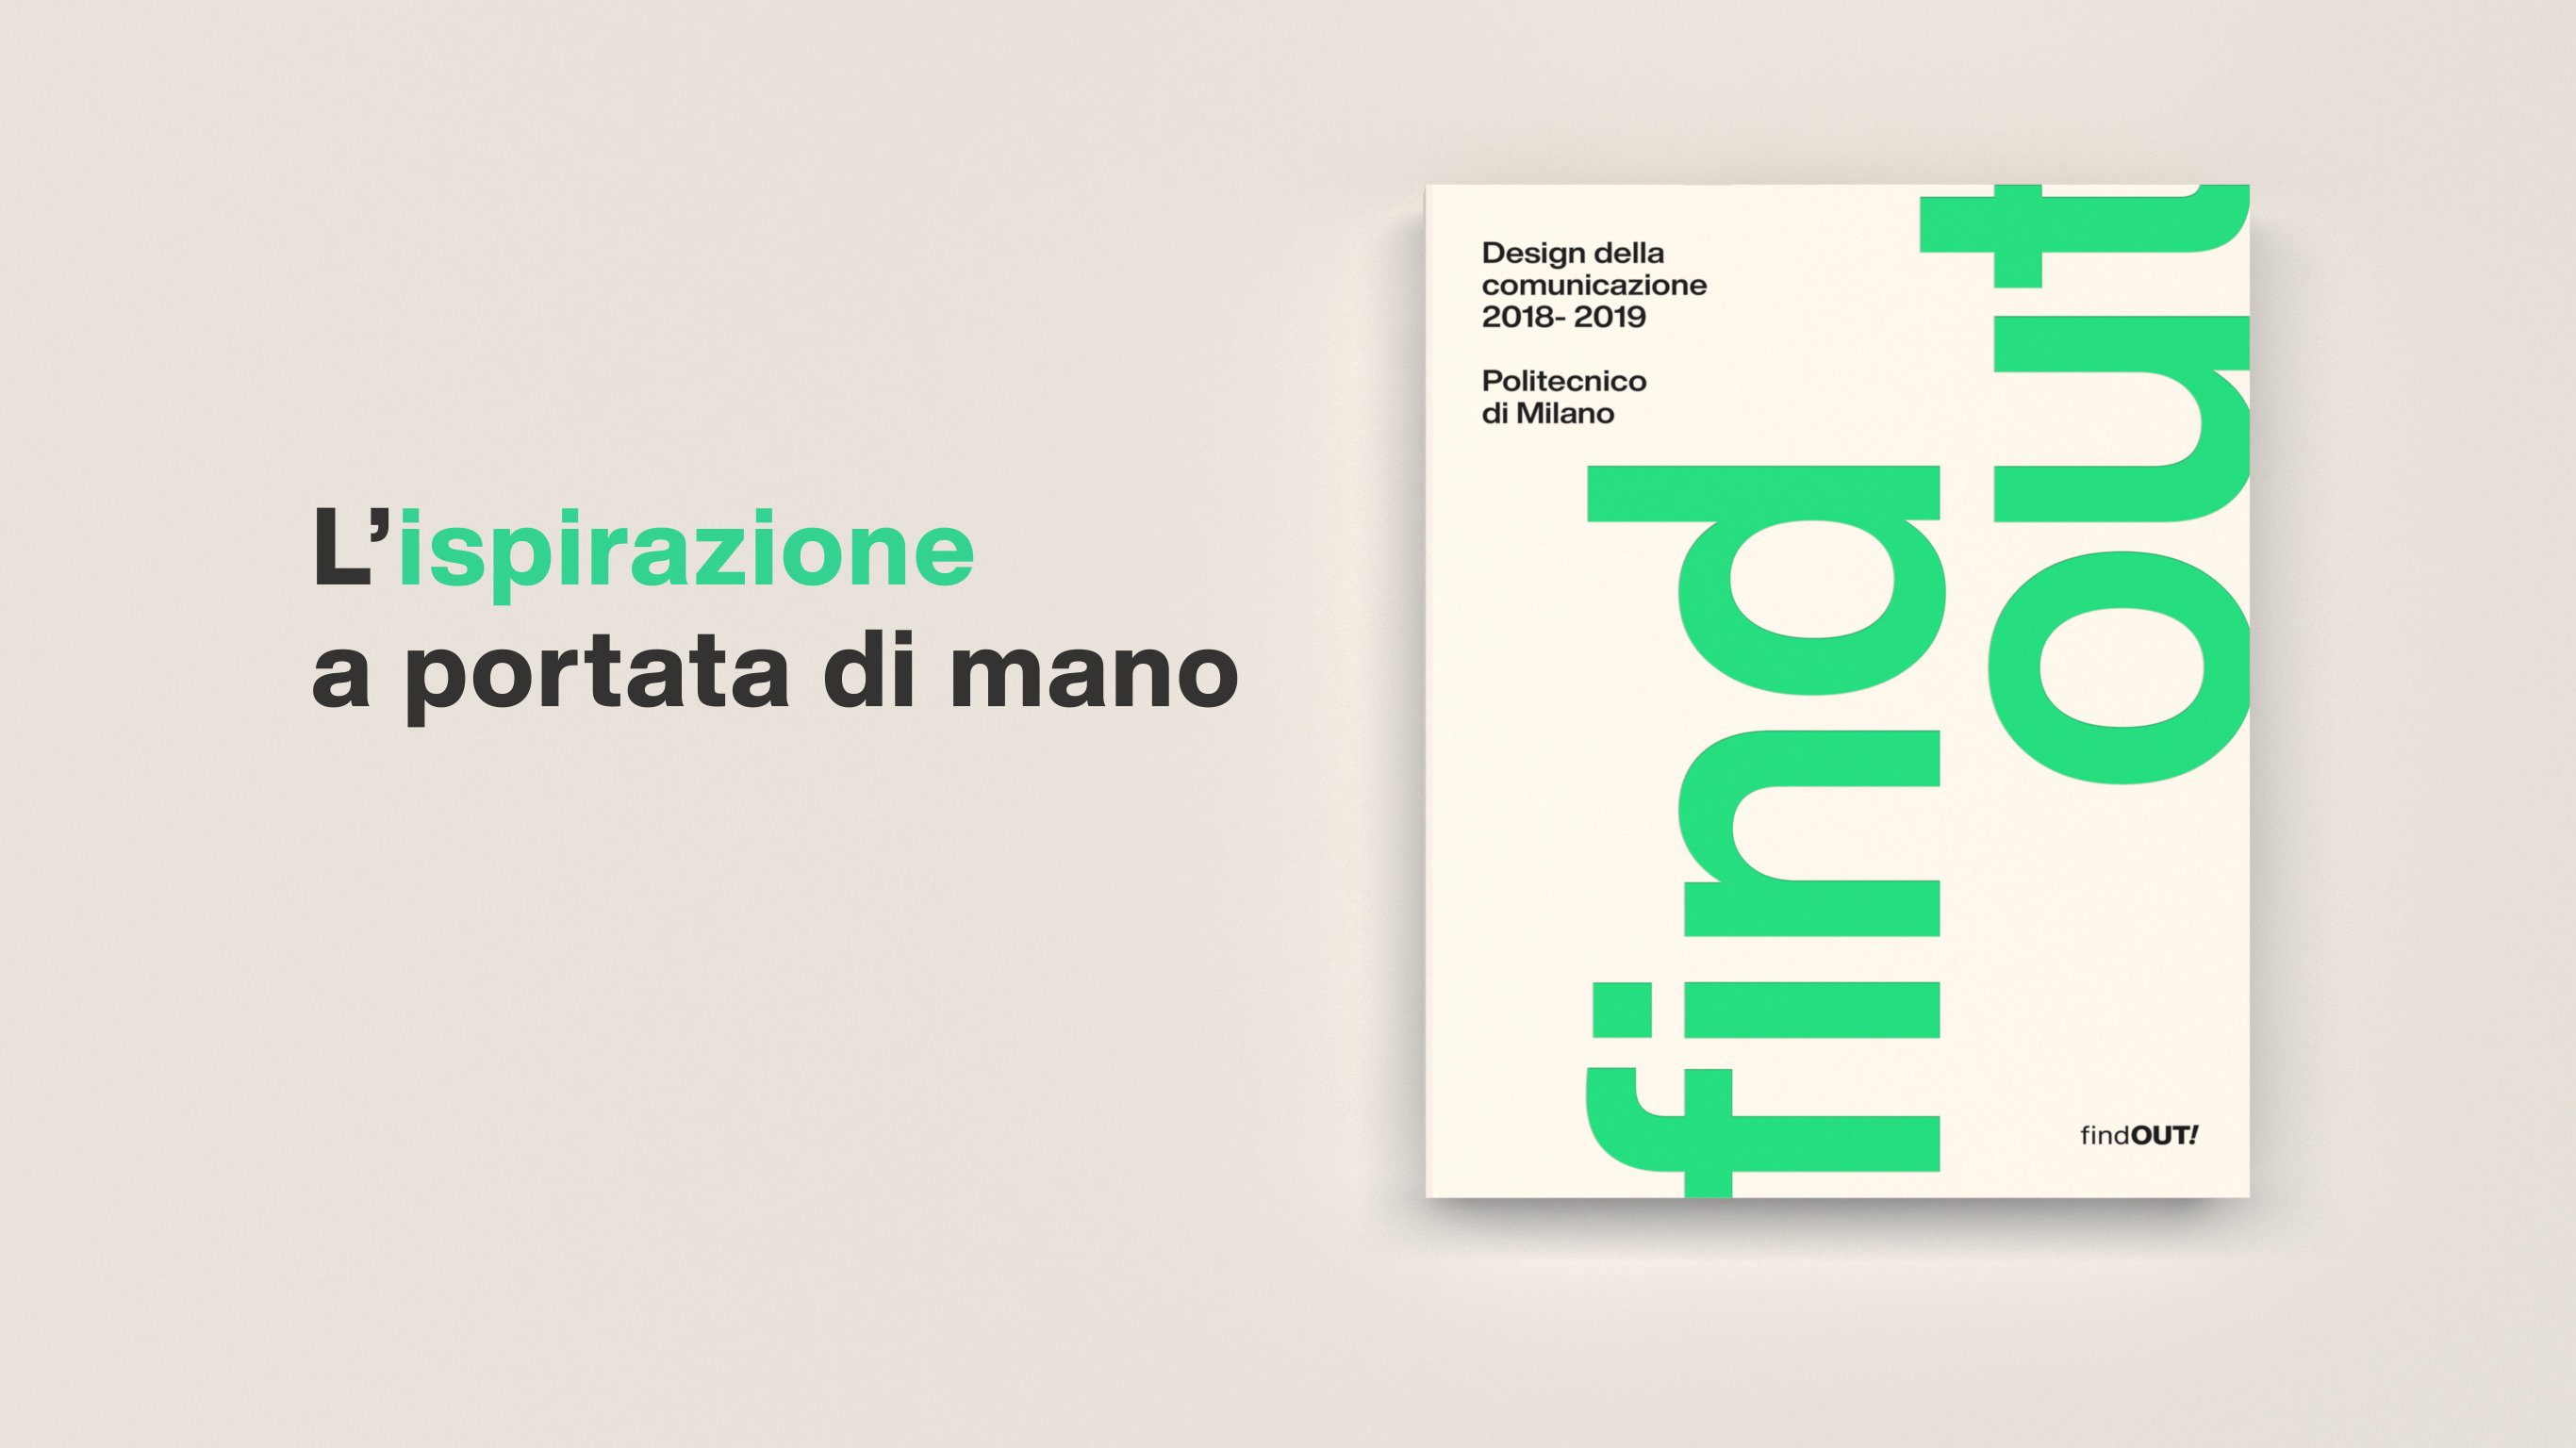 L’ispirazione
a portata di mano
Design della
comunicazione
2018- 2019
Politecnico
di Milano
find
out
findOUT!